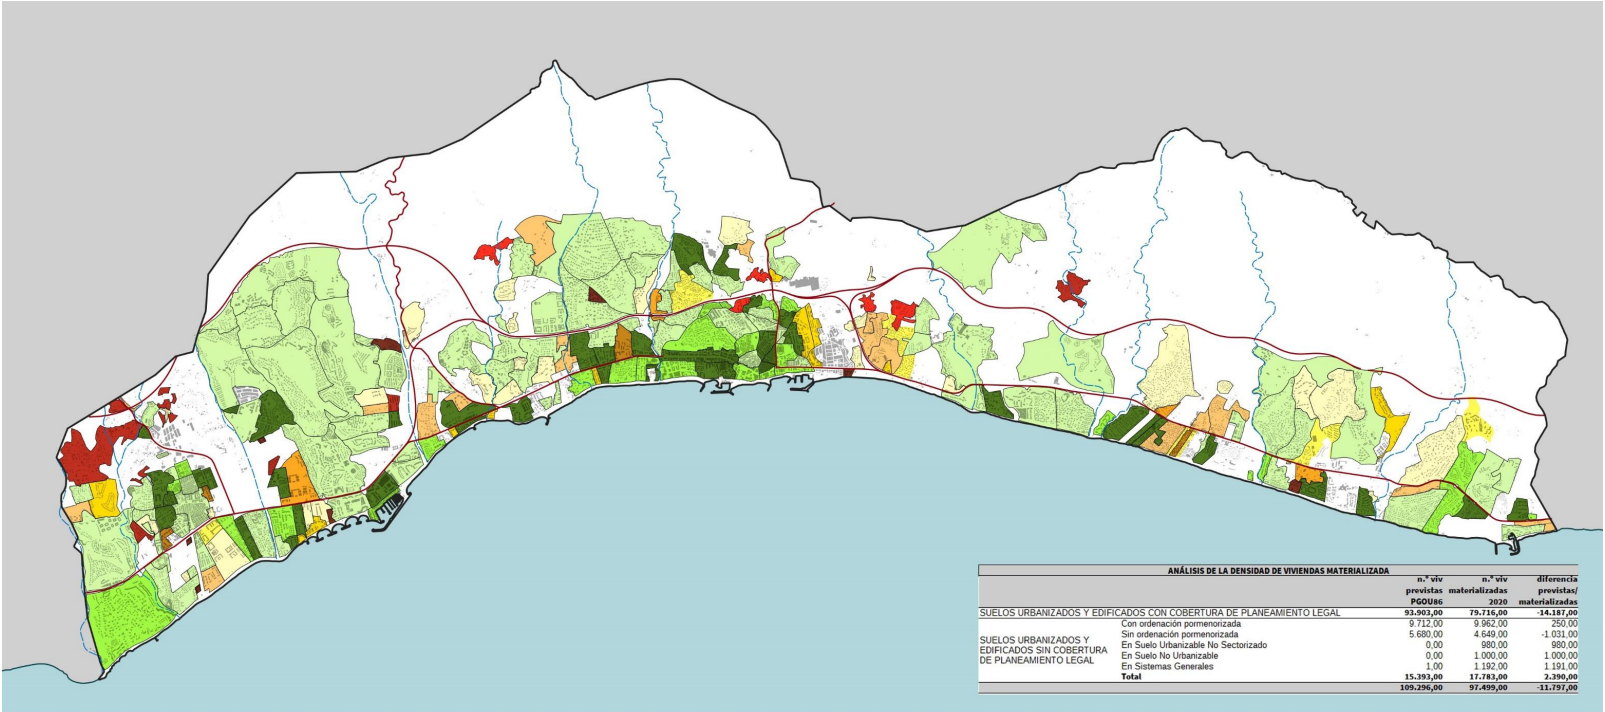 ANÁLISIS DE LA DENSIDAD DE VIVIENDAS MATERIALIZADA
n.º viv previstas PGOU86 n.º viv materializadas 2020 diferencia previstas/ materializadas
SUELOS URBANIZADOS Y EDIFICADOS CON COBERTURA DE PLANEAMIENTO LEGAL 93.903,00 79.716,00 -14.187,00
SUELOS URBANIZADOS Y EDIFICADOS SIN COBERTURA DE PLANEAMIENTO LEGAL
Con ordenación pormenorizada 9.712,00 9.962,00 250,00
Sin ordenación pormenorizada 5.680,00 4.649,00 -1.031,00
En Suelo Urbanizable No Sectorizado 0,00 980,00 980,00
En Suelo No Urbanizable 0,00 1.000,00 1.000,00
En Sistemas Generales 1,00 1.192,00 1.191,00
Total 15.393,00 17.783,00 2.390,00
109.296,00 97.499,00 -11.797,00